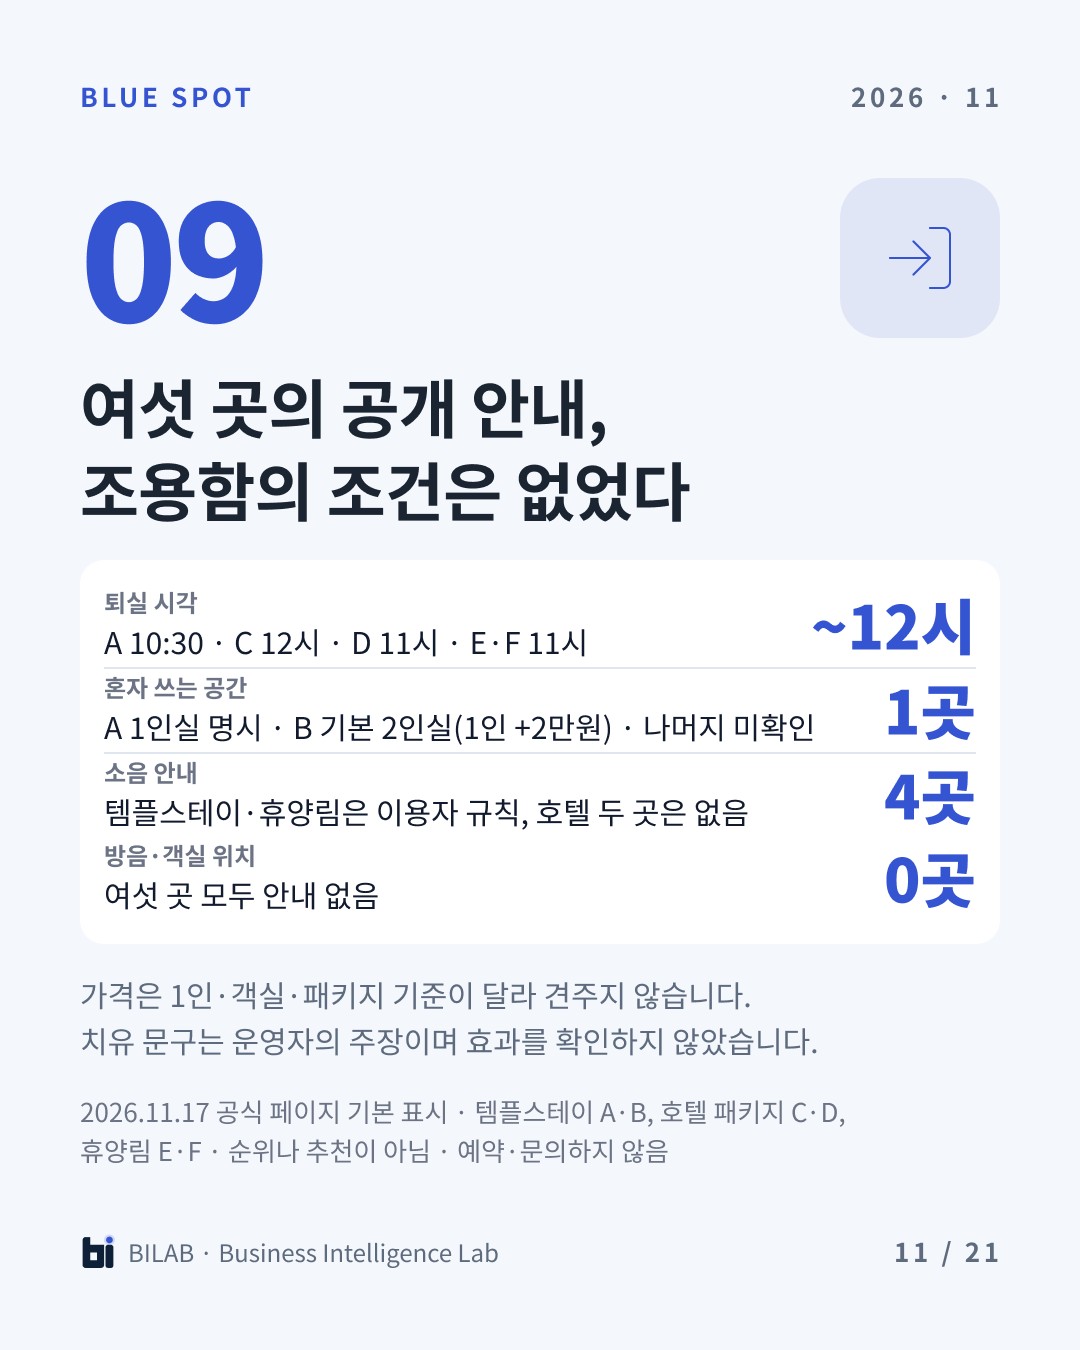 BLUE SPOT
2026 · 11
09
여섯 곳의 공개 안내,
조용함의 조건은 없었다
퇴실 시각
A 10:30 · C 12시 · D 11시 · E·F 11시
~12시
혼자 쓰는 공간
A 1인실 명시 · B 기본 2인실(1인 +2만원) · 나머지 미확인
1곳
소음 안내
템플스테이·휴양림은 이용자 규칙, 호텔 두 곳은 없음
4곳
방음·객실 위치
여섯 곳 모두 안내 없음
0곳
가격은 1인·객실·패키지 기준이 달라 견주지 않습니다.
치유 문구는 운영자의 주장이며 효과를 확인하지 않았습니다.
2026.11.17 공식 페이지 기본 표시 · 템플스테이 A·B, 호텔 패키지 C·D,
휴양림 E·F · 순위나 추천이 아님 · 예약·문의하지 않음
bi BILAB · Business Intelligence Lab
11 / 21